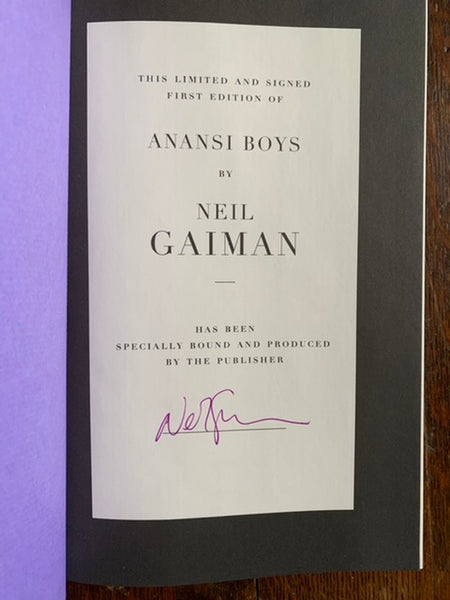 THIS LIMITED AND SIGNED
FIRST EDITION OF
ANANSI BOYS
BY
NEIL
GAIMAN
HAS BEEN
SPECIALLY BOUND AND PRODUCED
BY THE PUBLISHER